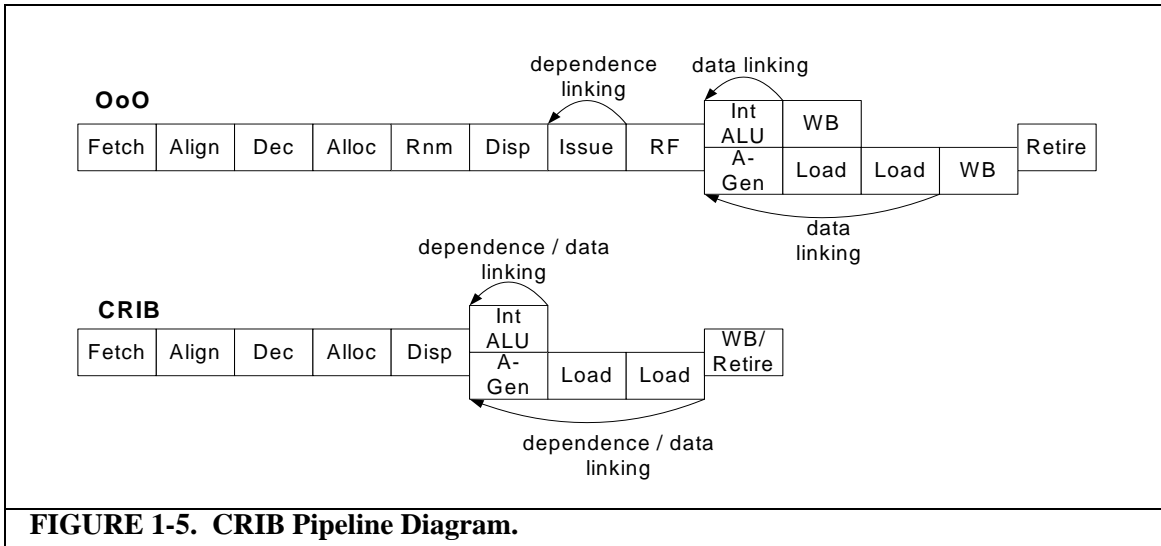 dependence
linking
data linking
OoO
Fetch Align Dec Alloc Rnm Disp Issue RF
Int
ALU
WB
A-
Gen
Load Load WB
Retire
data
linking
dependence / data
linking
CRIB
Fetch Align Dec Alloc Disp
Int
ALU
A-
Gen
Load Load
WB/
Retire
dependence / data
linking
FIGURE 1-5. CRIB Pipeline Diagram.